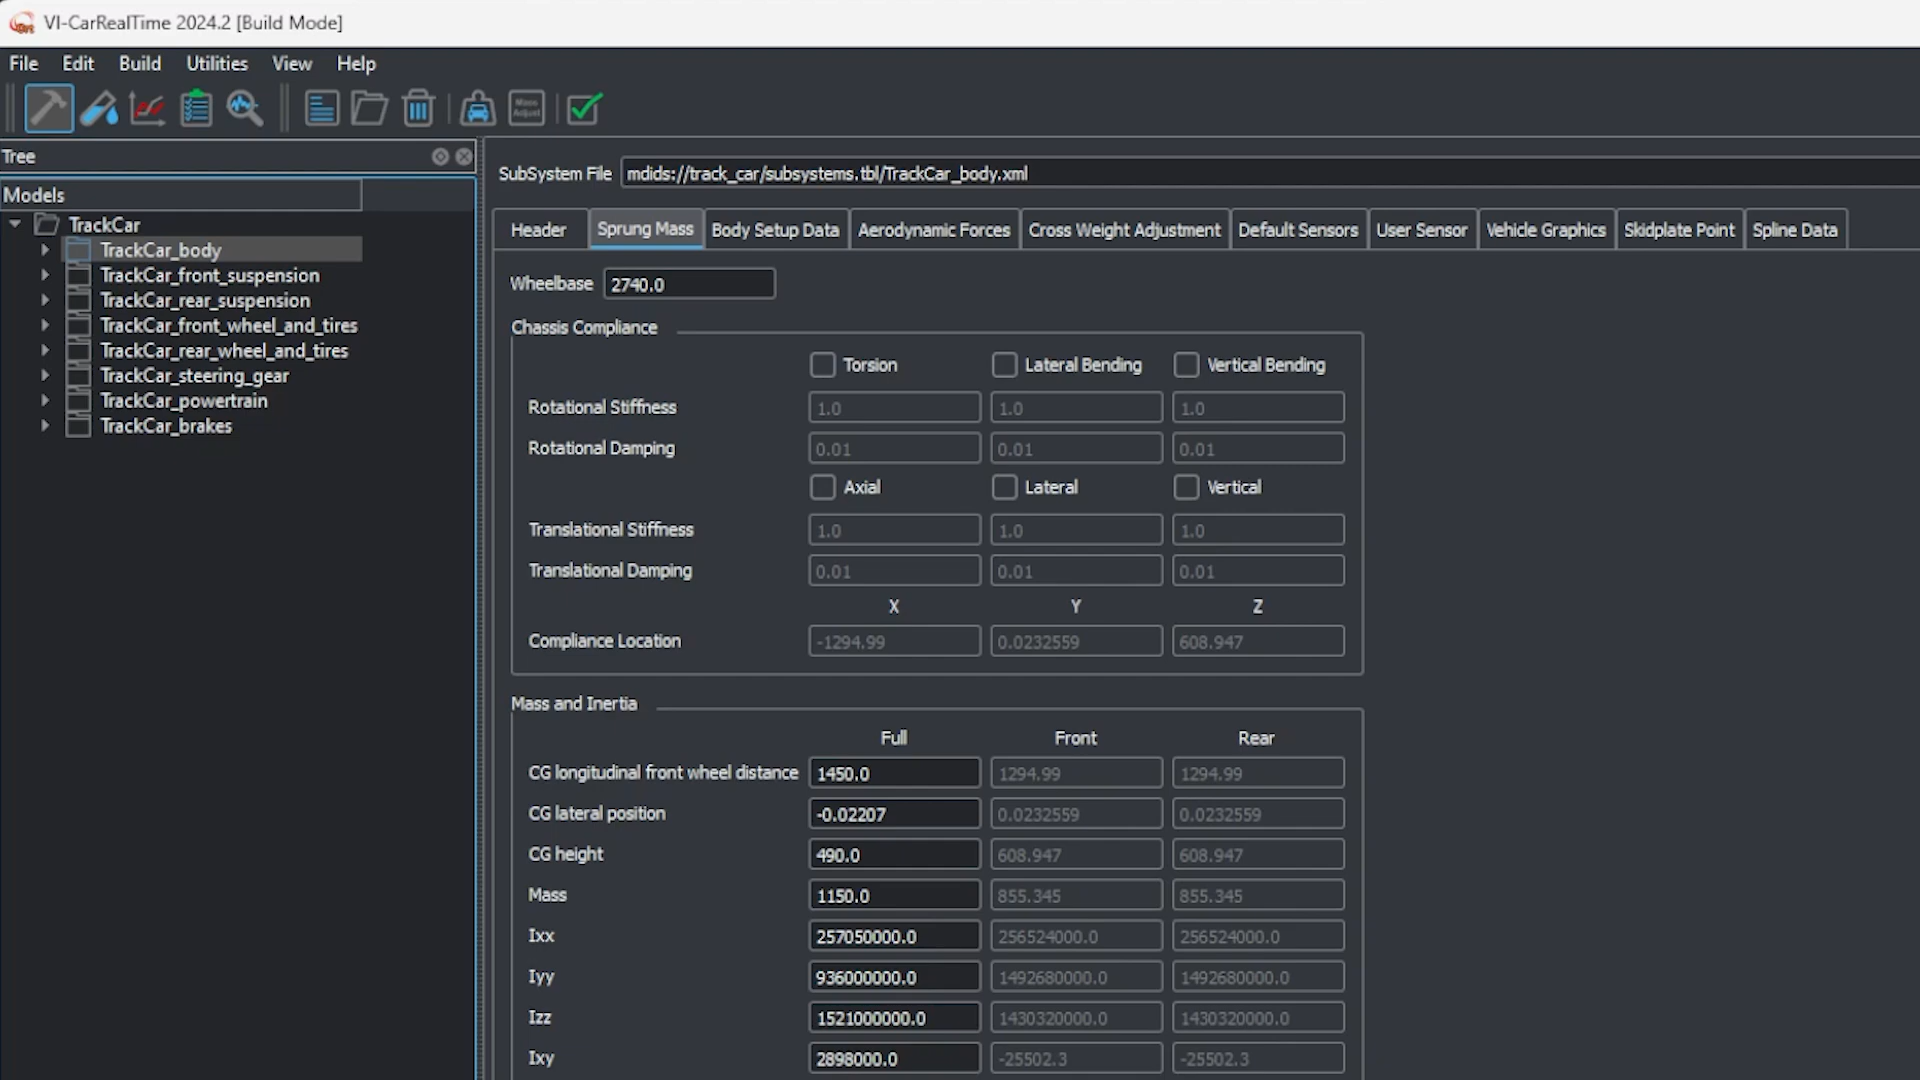 VI-CarRealTime 2024.2 [Build Mode]
File Edit Build Utilities View Help
Mass Adjust
Tree
Models
TrackCar
TrackCar_body
TrackCar_front_suspension
TrackCar_rear_suspension
TrackCar_front_wheel_and_tires
TrackCar_rear_wheel_and_tires
TrackCar_steering_gear
TrackCar_powertrain
TrackCar_brakes
SubSystem File mdids://track_car/subsystems.tbl/TrackCar_body.xml
Header Sprung Mass Body Setup Data Aerodynamic Forces Cross Weight Adjustment Default Sensors User Sensor Vehicle Graphics Skidplate Point Spline Data
Wheelbase 2740.0
Chassis Compliance
Torsion Lateral Bending Vertical Bending
Rotational Stiffness 1.0 1.0 1.0
Rotational Damping 0.01 0.01 0.01
Axial Lateral Vertical
Translational Stiffness 1.0 1.0 1.0
Translational Damping 0.01 0.01 0.01
X Y Z
Compliance Location -1294.99 0.0232559 608.947
Mass and Inertia
Full Front Rear
CG longitudinal front wheel distance 1450.0 1294.99 1294.99
CG lateral position -0.02207 0.0232559 0.0232559
CG height 490.0 608.947 608.947
Mass 1150.0 855.345 855.345
Ixx 257050000.0 256524000.0 256524000.0
Iyy 936000000.0 1492680000.0 1492680000.0
Izz 1521000000.0 1430320000.0 1430320000.0
Ixy 2898000.0 -25502.3 -25502.3